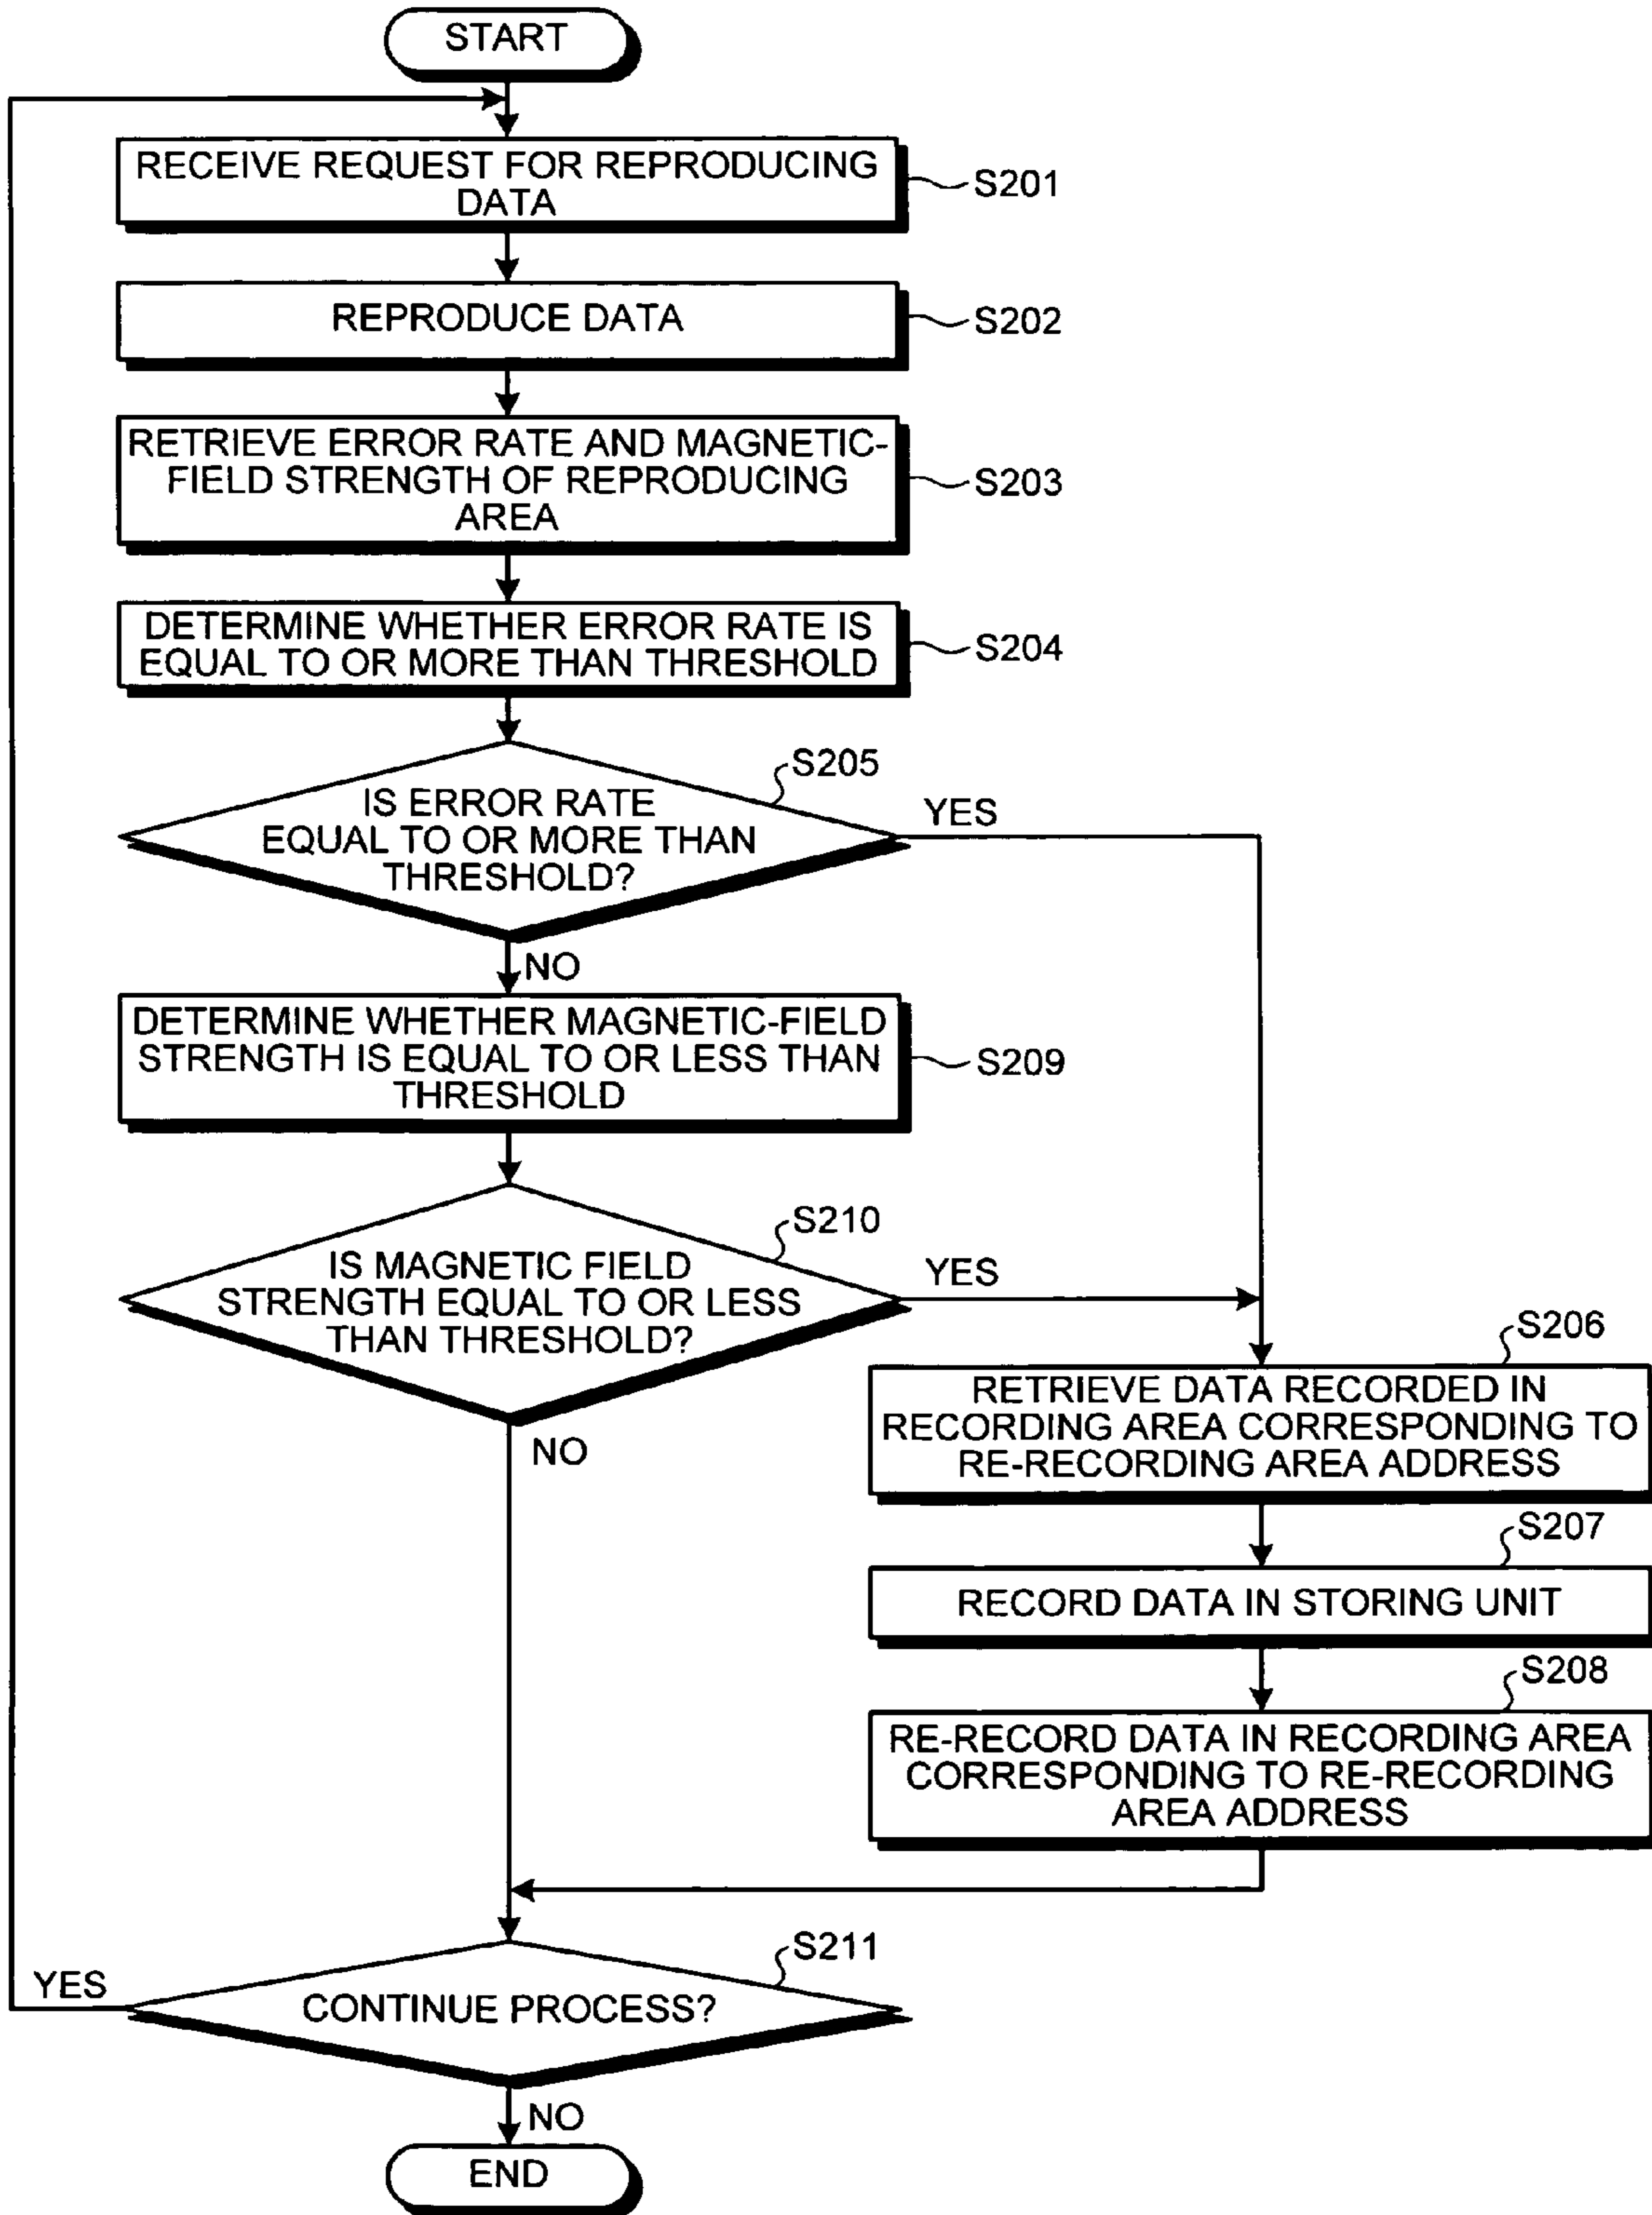 START
RECEIVE REQUEST FOR REPRODUCING
DATA
S201
REPRODUCE DATA
S202
RETRIEVE ERROR RATE AND MAGNETIC-
FIELD STRENGTH OF REPRODUCING
AREA
S203
DETERMINE WHETHER ERROR RATE IS
EQUAL TO OR MORE THAN THRESHOLD
S204
S205
IS ERROR RATE
EQUAL TO OR MORE THAN
THRESHOLD?
YES
NO
DETERMINE WHETHER MAGNETIC-FIELD
STRENGTH IS EQUAL TO OR LESS THAN
THRESHOLD
S209
S210
IS MAGNETIC FIELD
STRENGTH EQUAL TO OR LESS
THAN THRESHOLD?
YES
NO
S206
RETRIEVE DATA RECORDED IN
RECORDING AREA CORRESPONDING TO
RE-RECORDING AREA ADDRESS
S207
RECORD DATA IN STORING UNIT
S208
RE-RECORD DATA IN RECORDING AREA
CORRESPONDING TO RE-RECORDING
AREA ADDRESS
S211
YES
CONTINUE PROCESS?
NO
END